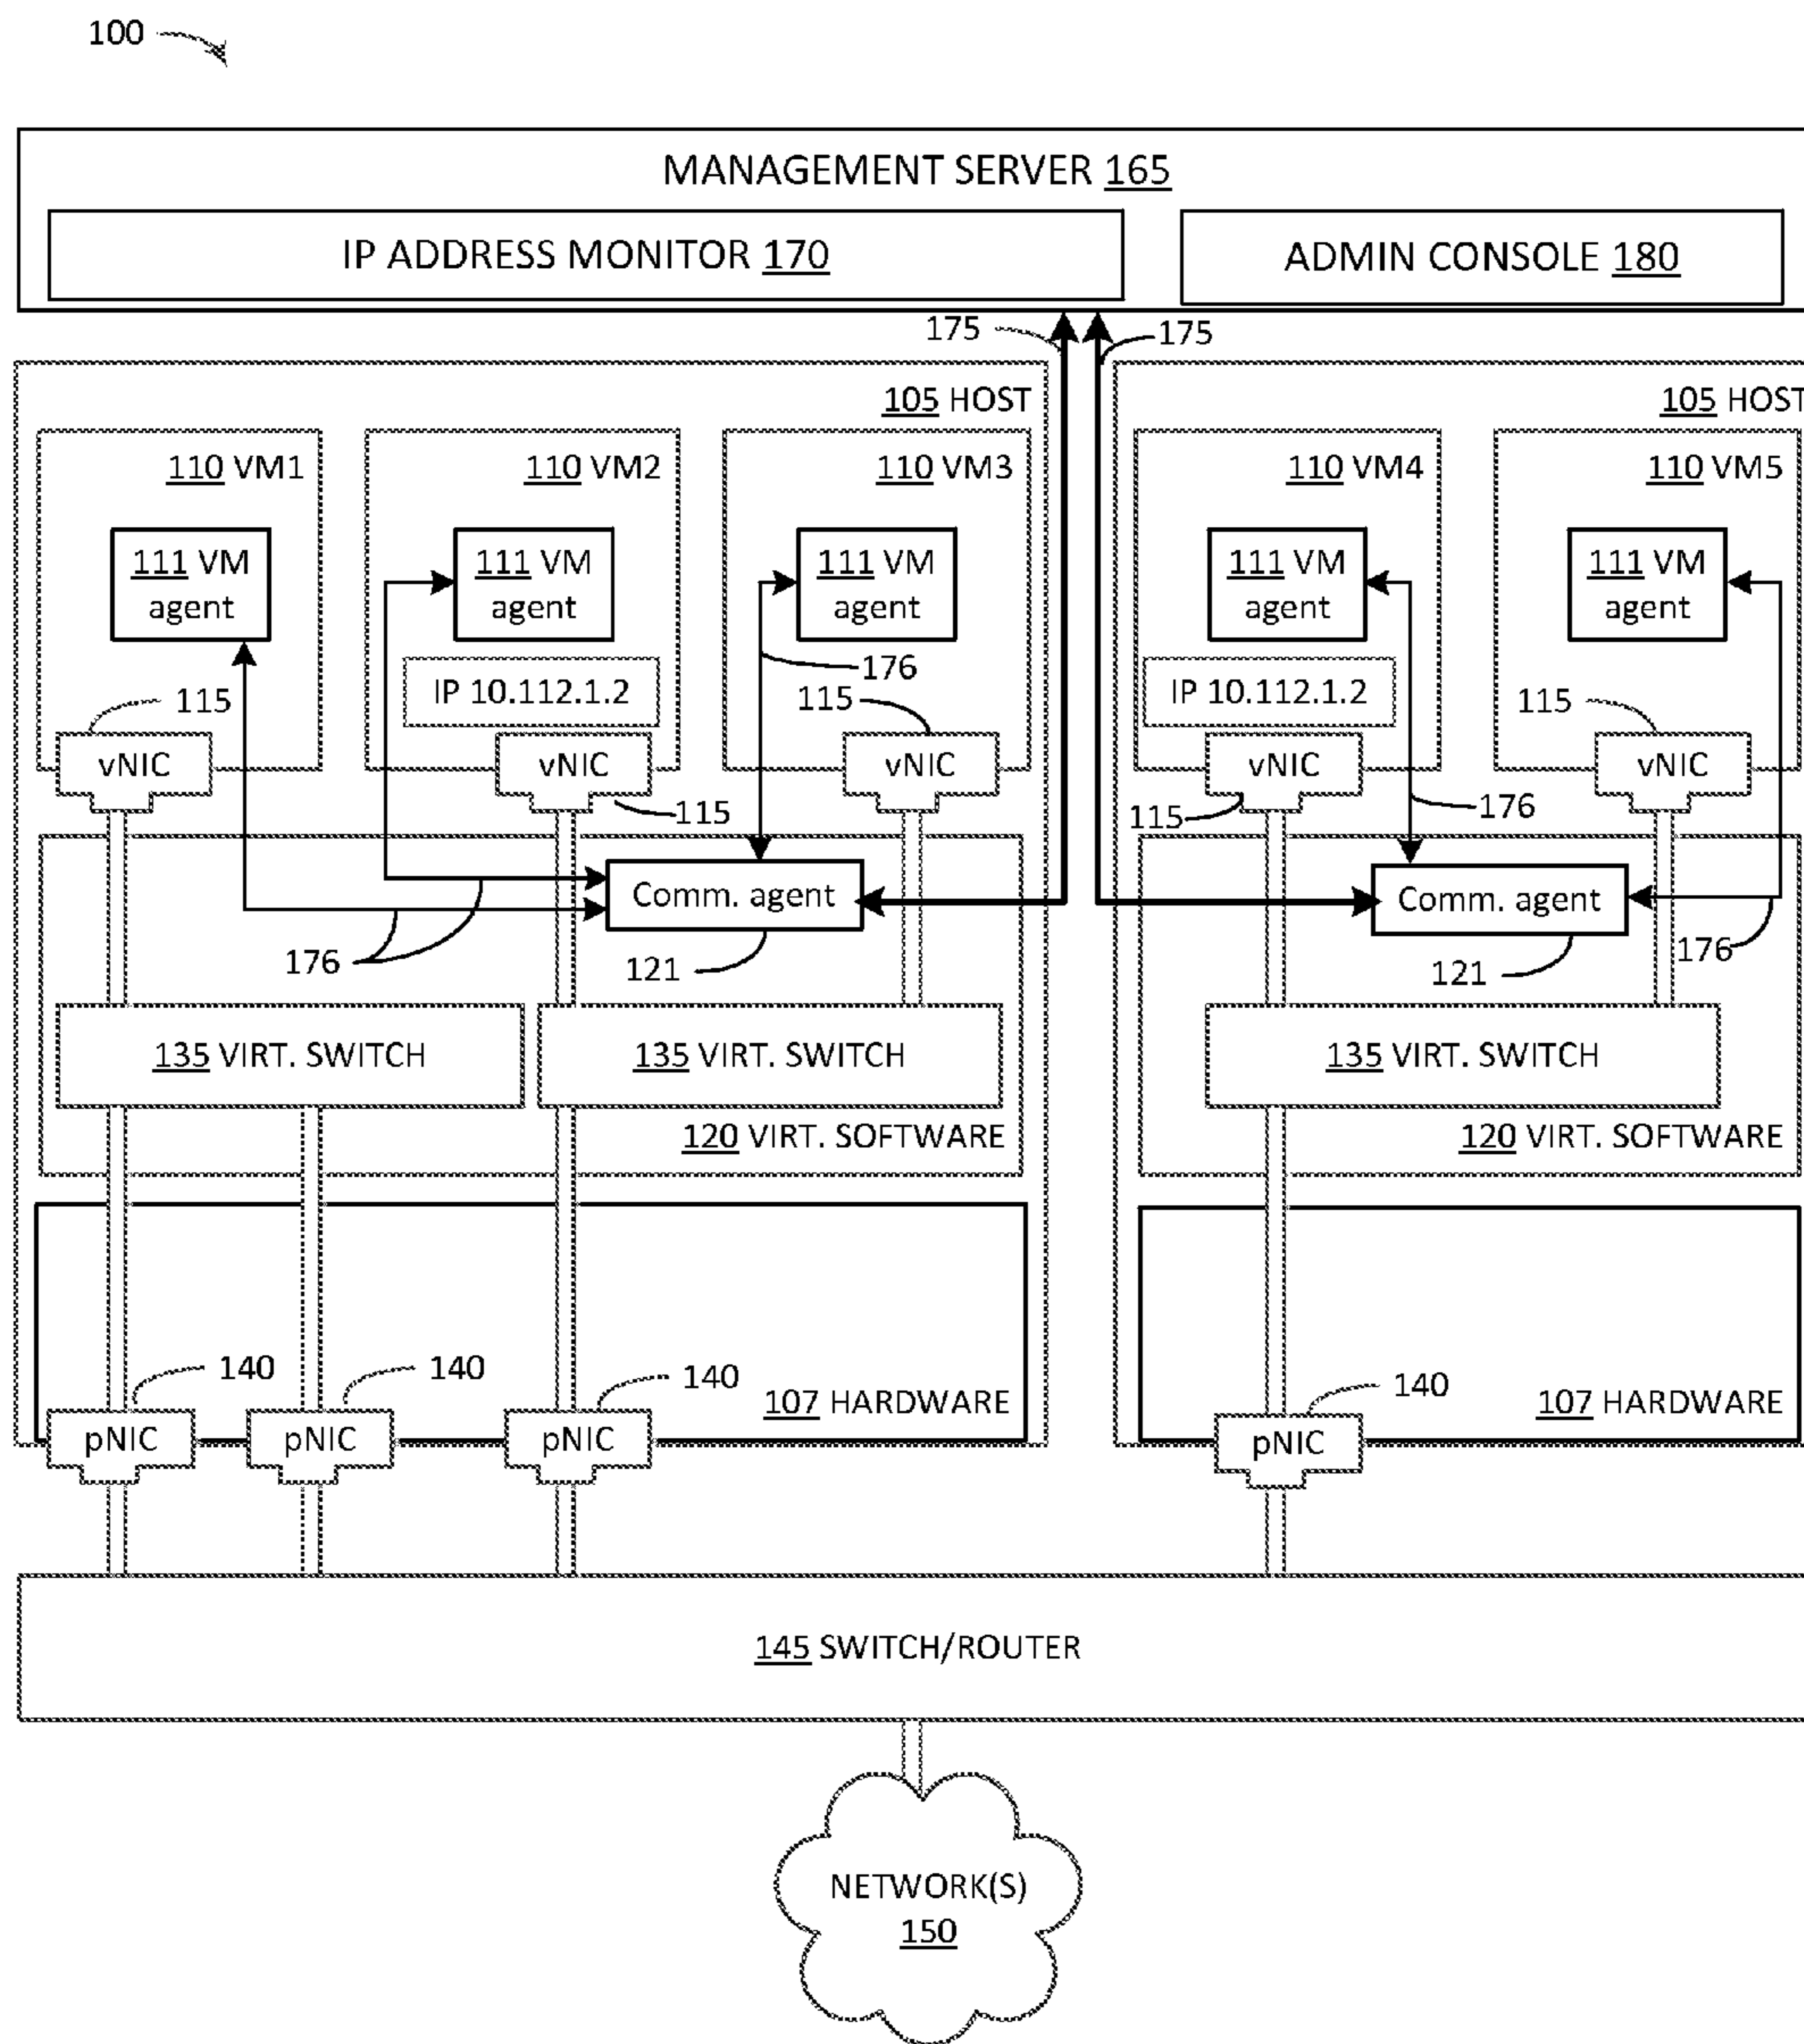 100
MANAGEMENT SERVER 165
IP ADDRESS MONITOR 170
ADMIN CONSOLE 180
175
175
105 HOST
105 HOST
110 VM1
110 VM2
110 VM3
110 VM4
110 VM5
111 VM
agent
111 VM
agent
111 VM
agent
111 VM
agent
111 VM
agent
176
IP 10.112.1.2
IP 10.112.1.2
115
115
115
vNIC
vNIC
vNIC
vNIC
vNIC
115
115
176
Comm. agent
Comm. agent
176
121
121
176
135 VIRT. SWITCH
135 VIRT. SWITCH
135 VIRT. SWITCH
120 VIRT. SOFTWARE
120 VIRT. SOFTWARE
140
140
140
140
107 HARDWARE
107 HARDWARE
pNIC
pNIC
pNIC
pNIC
145 SWITCH/ROUTER
NETWORK(S)
150